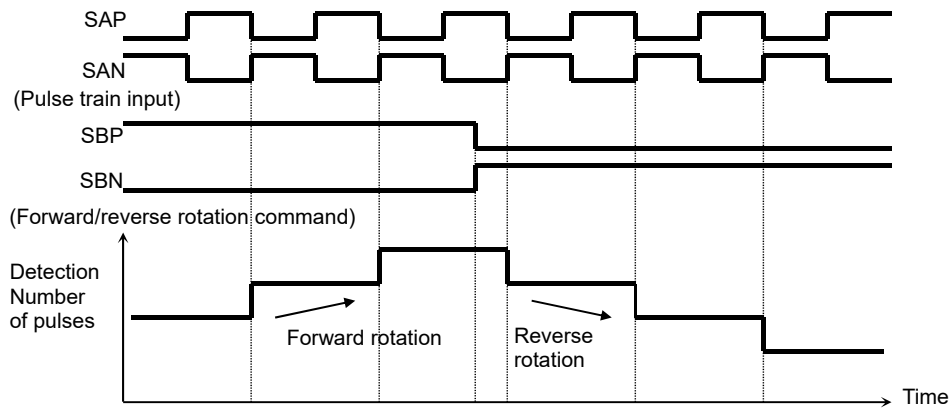 SAP
SAN
(Pulse train input)
SBP
SBN
(Forward/reverse rotation command)
Detection
Number
of pulses
Forward rotation
Reverse
rotation
Time